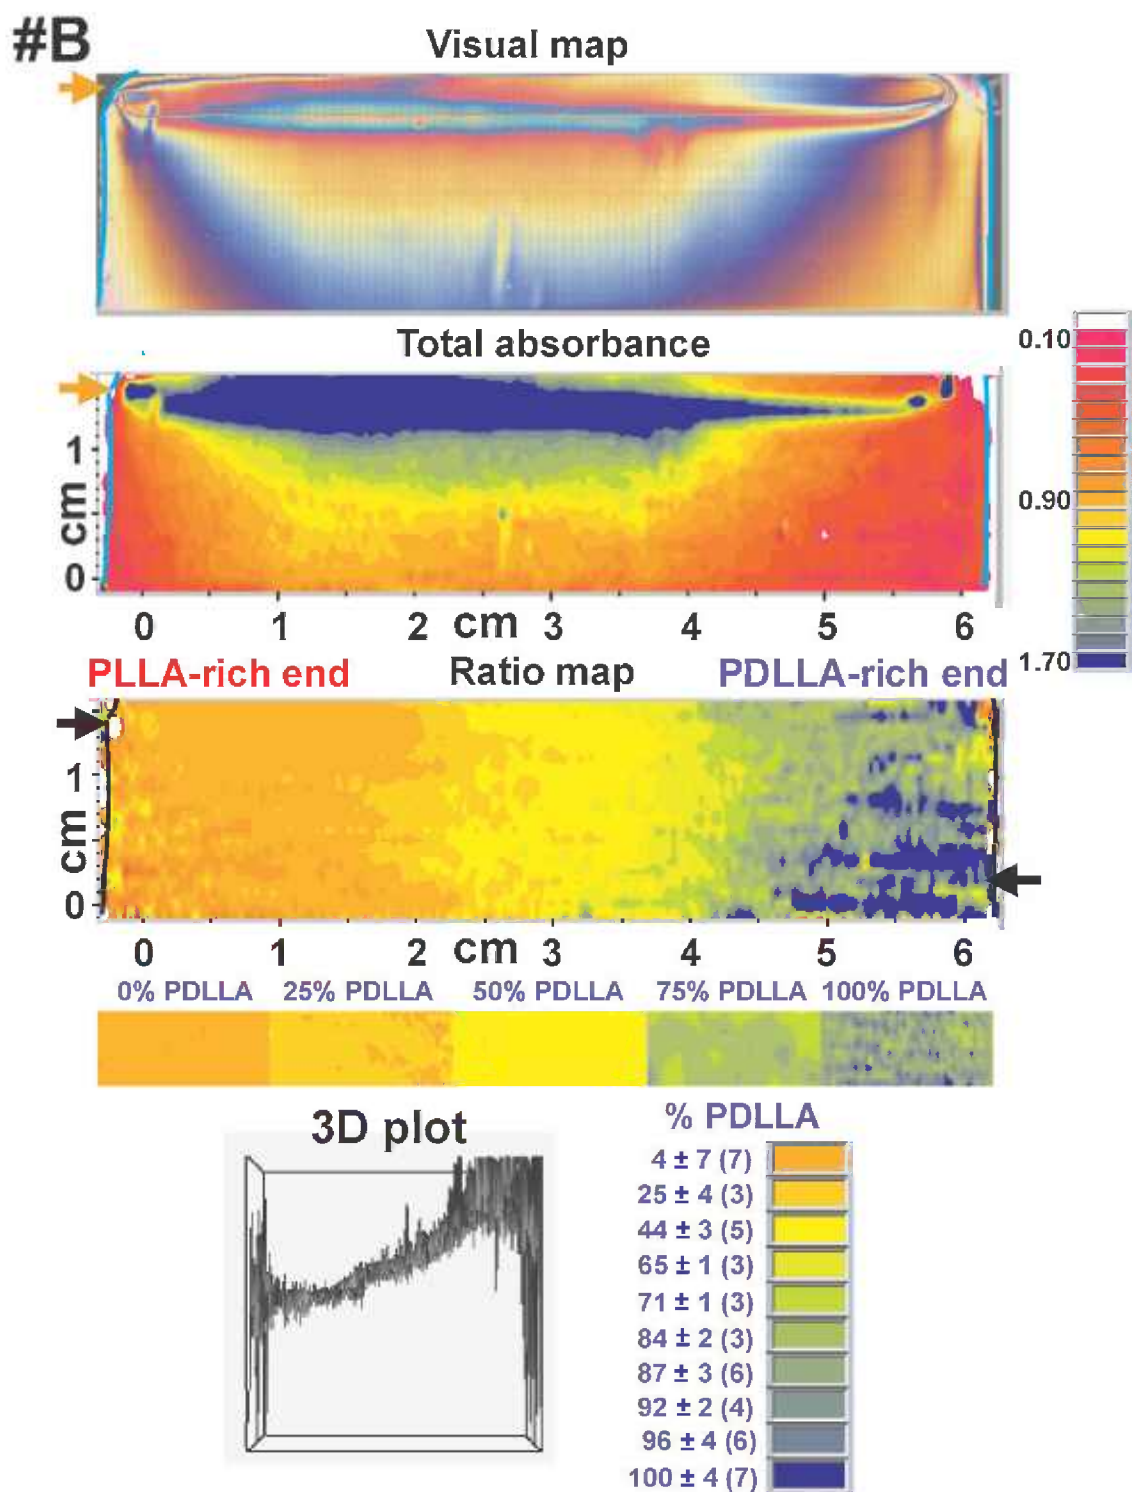 #B
Visual map
Total absorbance
0.10
0.90
1.70
1
cm
0
0 1 2 cm 3 4 5 6
PLLA-rich end Ratio map PDLLA-rich end
1
cm
0
0 1 2 cm 3 4 5 6
0% PDLLA 25% PDLLA 50% PDLLA 75% PDLLA 100% PDLLA
3D plot
% PDLLA
4 ± 7 (7)
25 ± 4 (3)
44 ± 3 (5)
65 ± 1 (3)
71 ± 1 (3)
84 ± 2 (3)
87 ± 3 (6)
92 ± 2 (4)
96 ± 4 (6)
100 ± 4 (7)